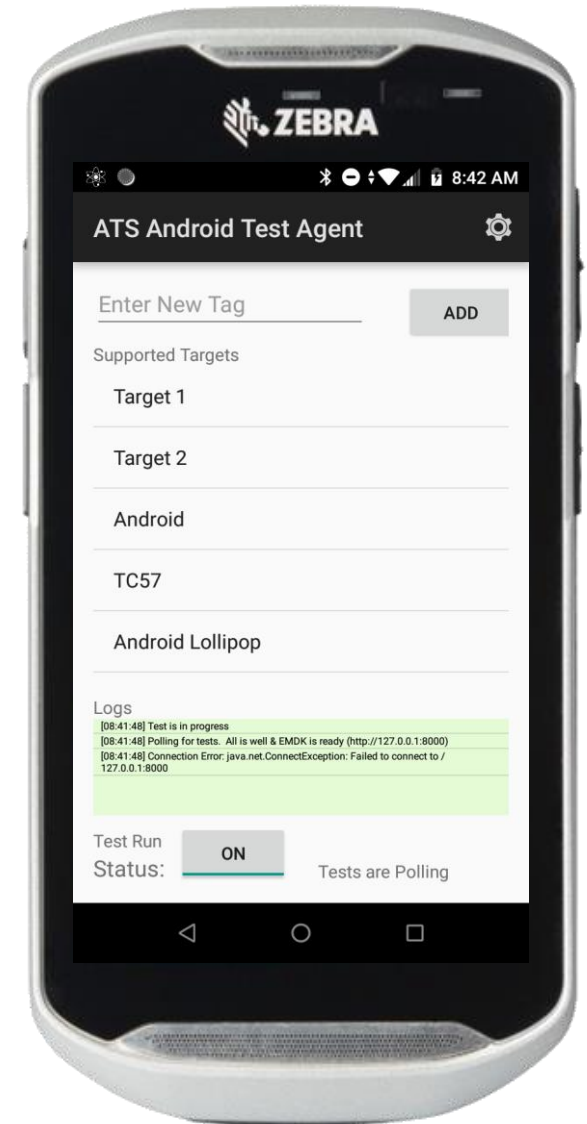 ZEBRA
8:42 AM
ATS Android Test Agent
Enter New Tag
ADD
Supported Targets
Target 1
Target 2
Android
TC57
Android Lollipop
Logs
[08:41:48] Test is in progress
[08:41:48] Polling for tests.  All is well & EMDK is ready (http://127.0.0.1:8000)
[08:41:48] Connection Error: java.net.ConnectException: Failed to connect to /
127.0.0.1:8000
Test Run
Status:
ON
Tests are Polling